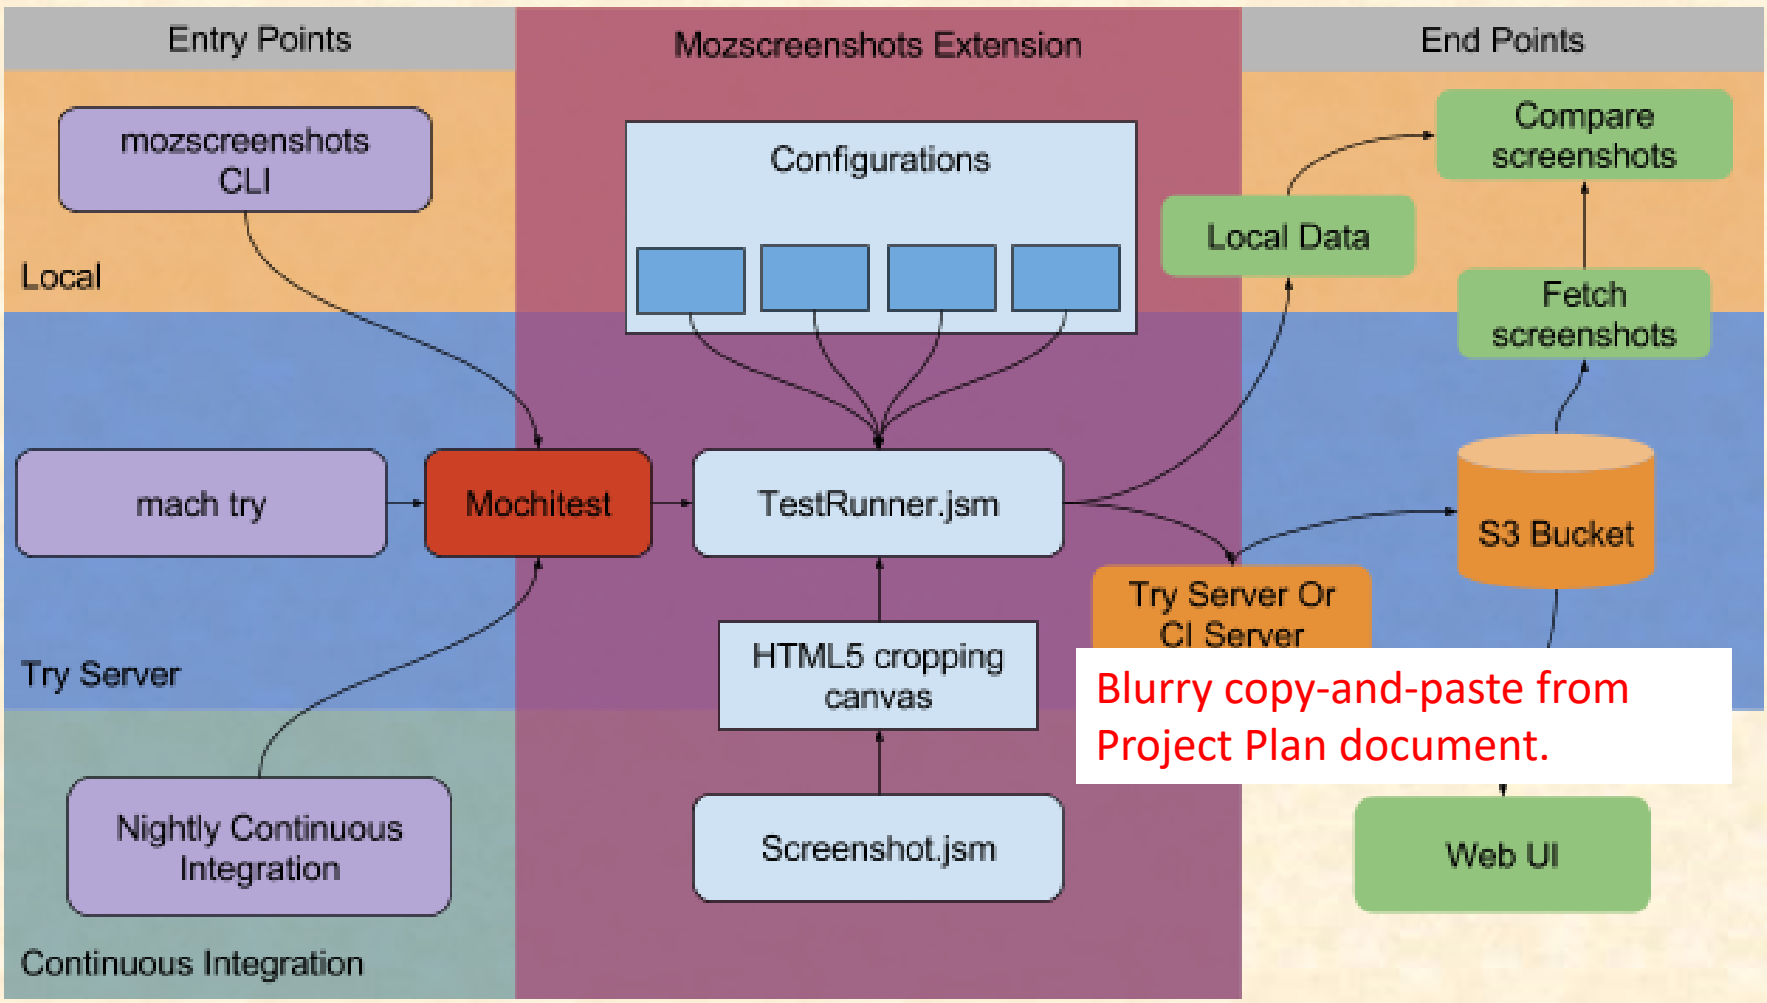 Entry Points
Mozscreenshots Extension
End Points
mozscreenshots
CLI
Configurations
Compare
screenshots
Local Data
Local
Fetch
screenshots
mach try
Mochitest
TestRunner.jsm
S3 Bucket
Try Server Or
CI Server
HTML5 cropping
canvas
Try Server
Blurry copy-and-paste from
Project Plan document.
Nightly Continuous
Integration
Screenshot.jsm
Web UI
Continuous Integration